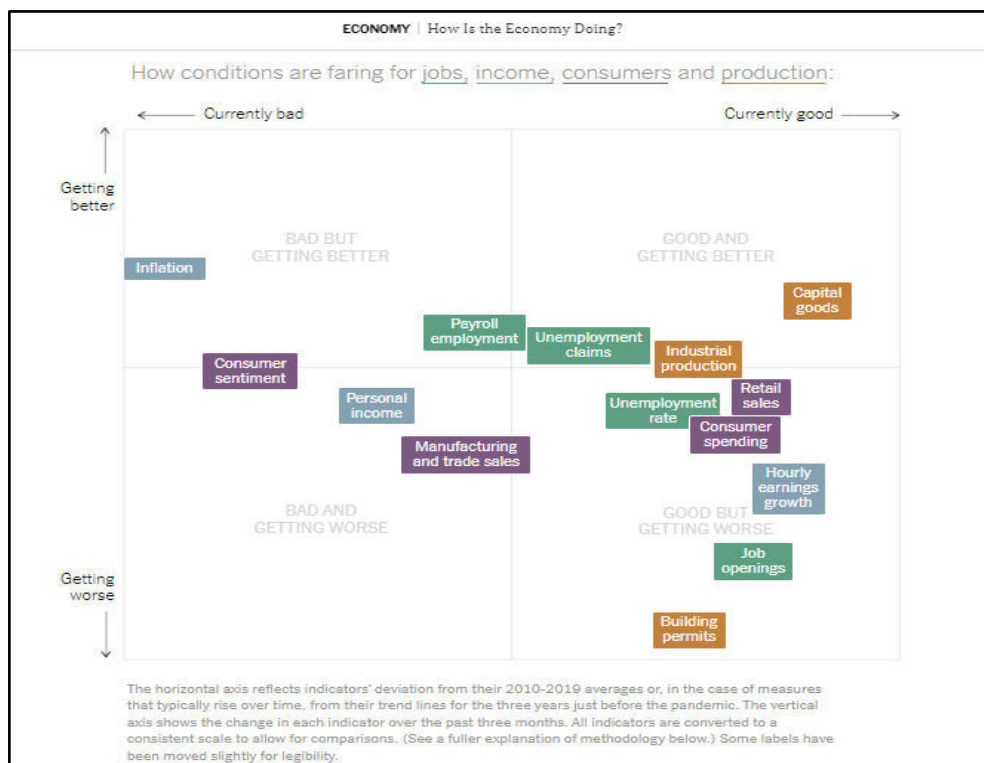 ECONOMY | How Is the Economy Doing?
How conditions are faring for jobs, income, consumers and production:
Currently bad
Currently good
Getting
better
BAD BUT
GETTING BETTER
GOOD AND
GETTING BETTER
Inflation
Capital
goods
Payroll
employment
Unemployment
claims
Industrial
production
Consumer
sentiment
Personal
income
Unemployment
rate
Retail
sales
Consumer
spending
Manufacturing
and trade sales
Hourly
earnings
growth
BAD AND
GETTING WORSE
GOOD BUT
GETTING WORSE
Job
openings
Getting
worse
Building
permits
The horizontal axis reflects indicators' deviation from their 2010-2019 averages or, in the case of measures
that typically rise over time, from their trend lines for the three years just before the pandemic. The vertical
axis shows the change in each indicator over the past three months. All indicators are converted to a
consistent scale to allow for comparisons. (See a fuller explanation of methodology below.) Some labels have
been moved slightly for legibility.